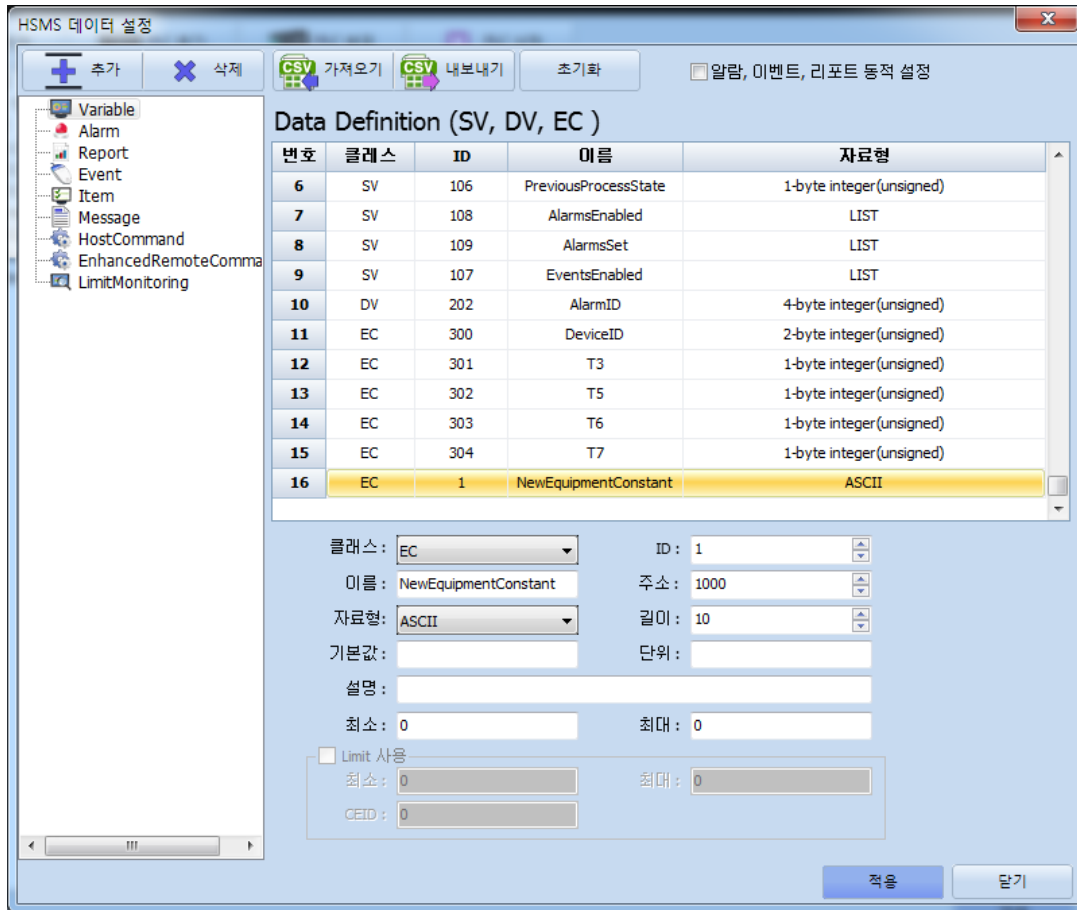 HSMS 데이터 설정
추가 삭제 CSV 가져오기 CSV 내보내기 초기화 알람, 이벤트, 리포트 동적 설정
Variable
Alarm
Report
Event
Item
Message
HostCommand
EnhancedRemoteComma
LimitMonitoring
Data Definition (SV, DV, EC )
번호 클레스 ID 이름 자료형
6 SV 106 PreviousProcessState 1-byte integer(unsigned)
7 SV 108 AlarmsEnabled LIST
8 SV 109 AlarmsSet LIST
9 SV 107 EventsEnabled LIST
10 DV 202 AlarmID 4-byte integer(unsigned)
11 EC 300 DeviceID 2-byte integer(unsigned)
12 EC 301 T3 1-byte integer(unsigned)
13 EC 302 T5 1-byte integer(unsigned)
14 EC 303 T6 1-byte integer(unsigned)
15 EC 304 T7 1-byte integer(unsigned)
16 EC 1 NewEquipmentConstant ASCII
클래스 : EC ID : 1
이름 : NewEquipmentConstant 주소 : 1000
자료형: ASCII 길이 : 10
기본값 : 단위 :
설명 :
최소 : 0 최대 : 0
Limit 사용
최소 : 0 최대 : 0
CEID : 0
적용 닫기